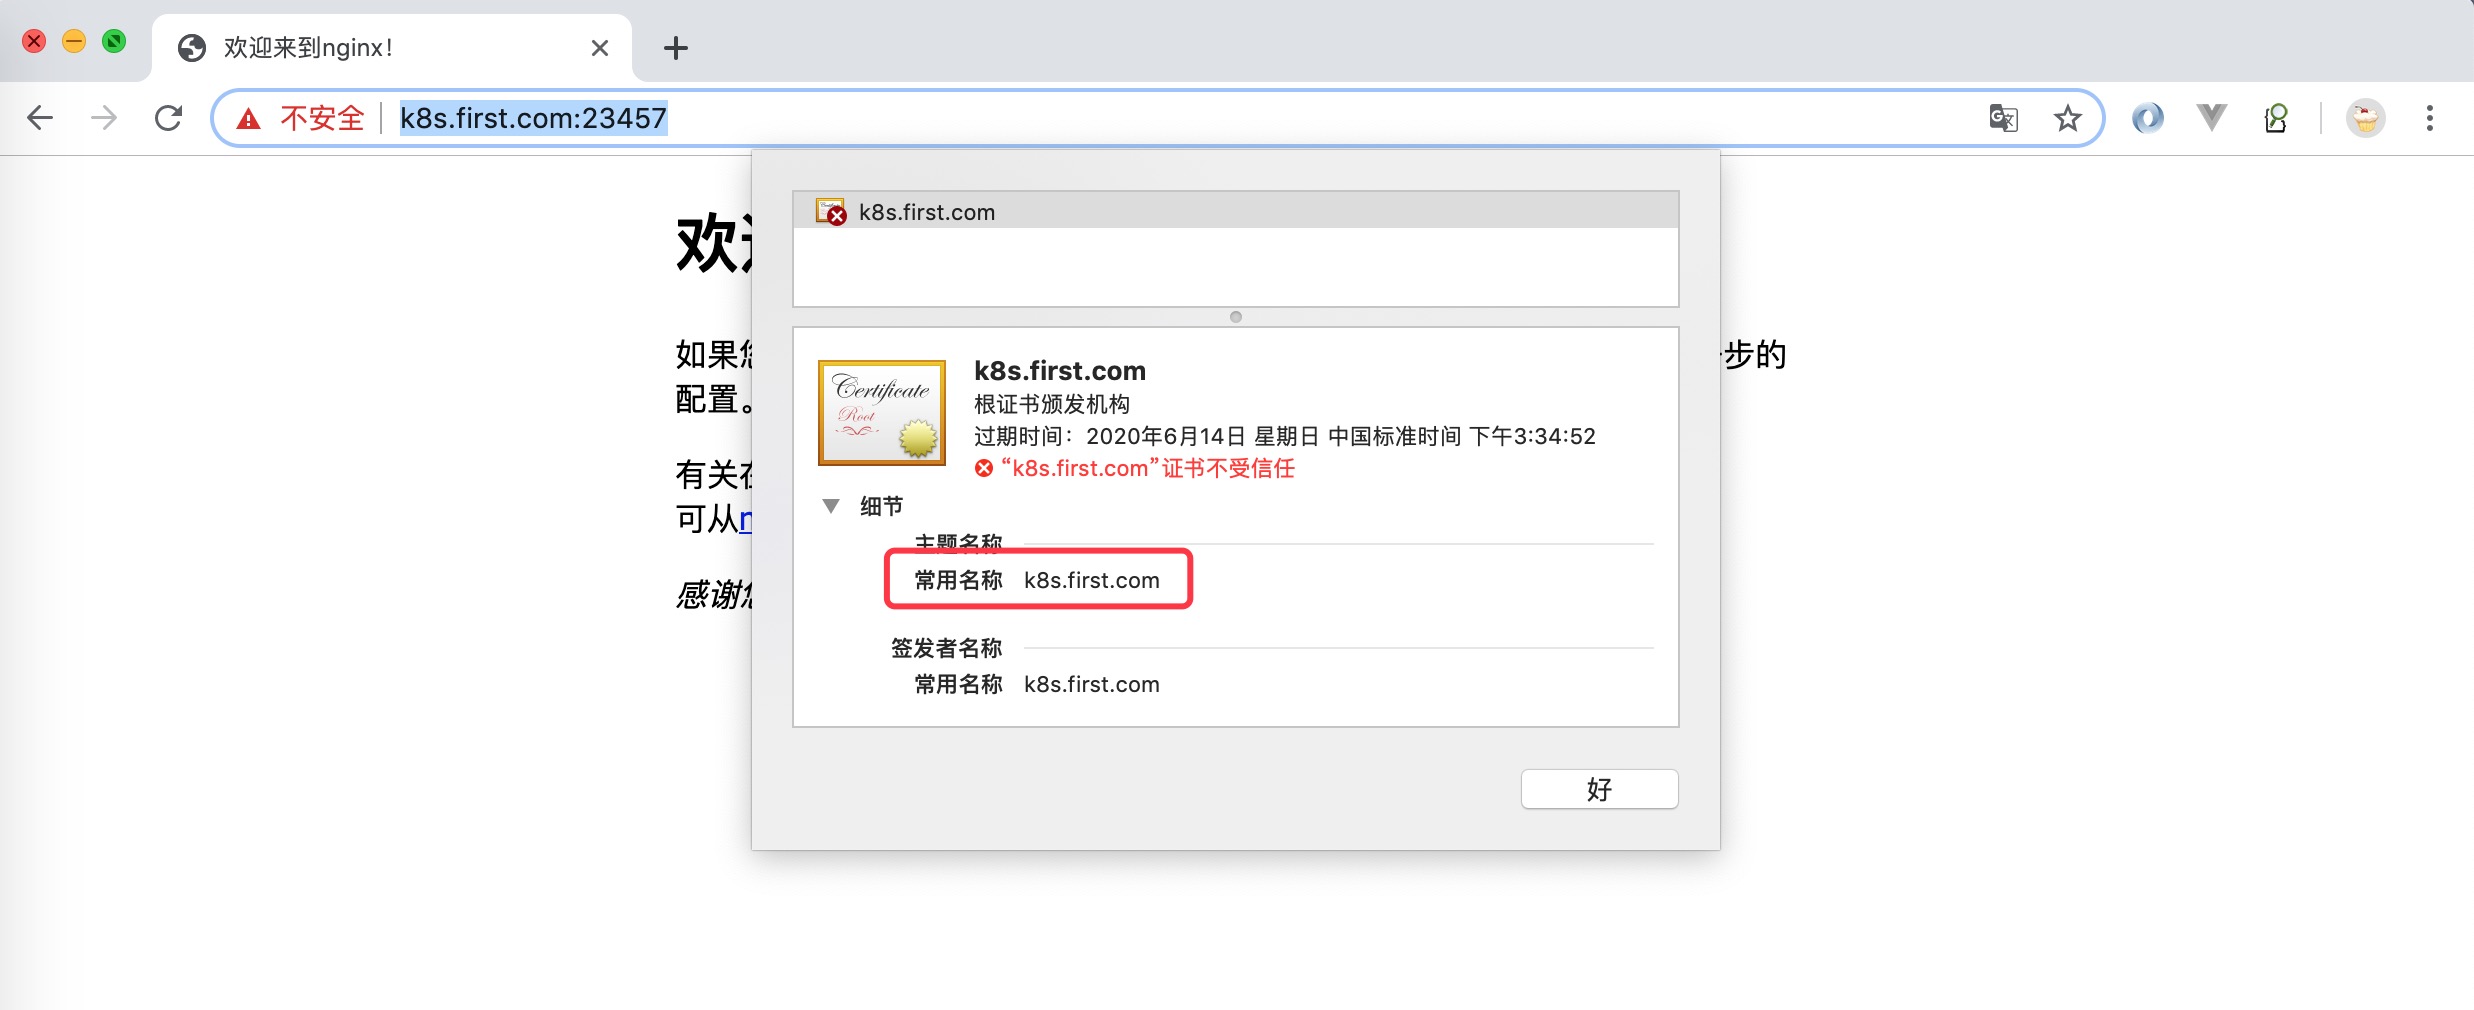 欢迎来到nginx！
不安全 k8s.first.com:23457
k8s.first.com
欢
如果您
步的
配置。
有关在
可从n
感谢您
Certificate
Root
k8s.first.com
根证书颁发机构
过期时间：2020年6月14日 星期日 中国标准时间 下午3:34:52
“k8s.first.com”证书不受信任
细节
主题名称
常用名称 k8s.first.com
签发者名称
常用名称 k8s.first.com
好